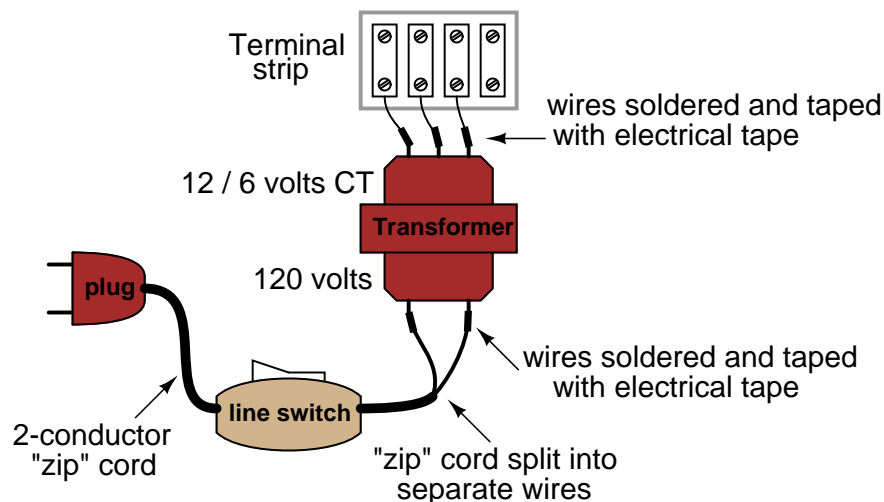 Terminal
strip
wires soldered and taped
with electrical tape
12 / 6 volts CT
Transformer
120 volts
plug
wires soldered and taped
with electrical tape
line switch
2-conductor
"zip" cord
"zip" cord split into
separate wires